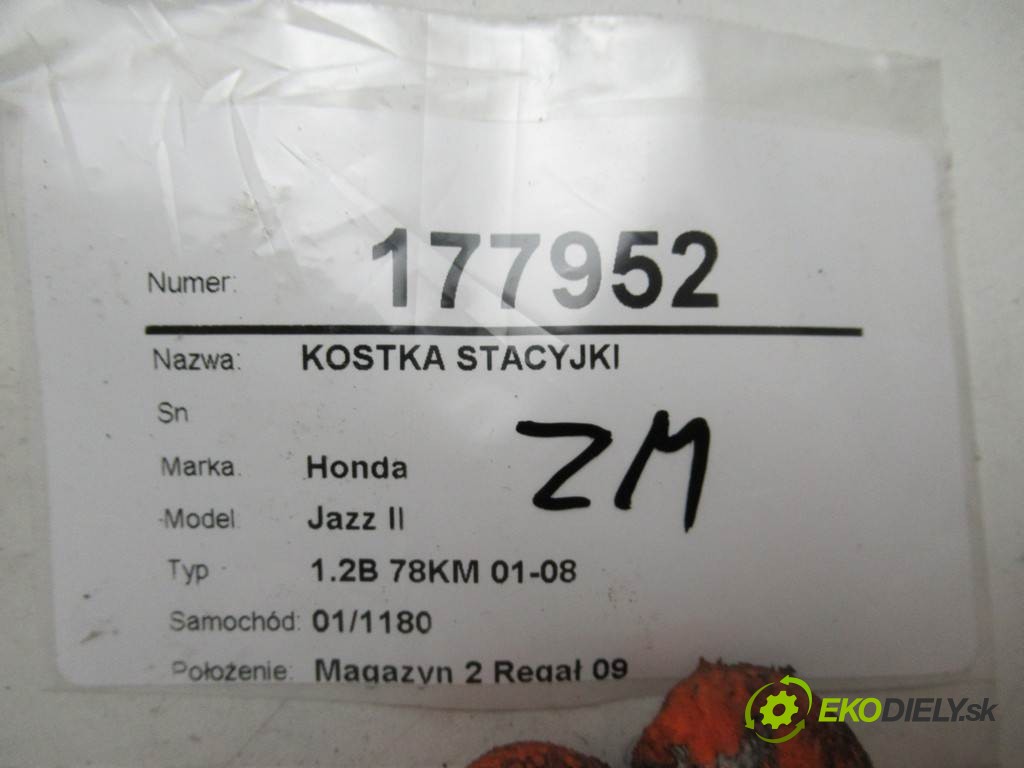 Numer: 177952
Nazwa: KOSTKA STACYJKI
Sn
ZM
Marka: Honda
Model: Jazz II
Typ 1.2B 78KM 01-08
Samochód: 01/1180
Położenie: Magazyn 2 Regał 09
EKODIELY.sk